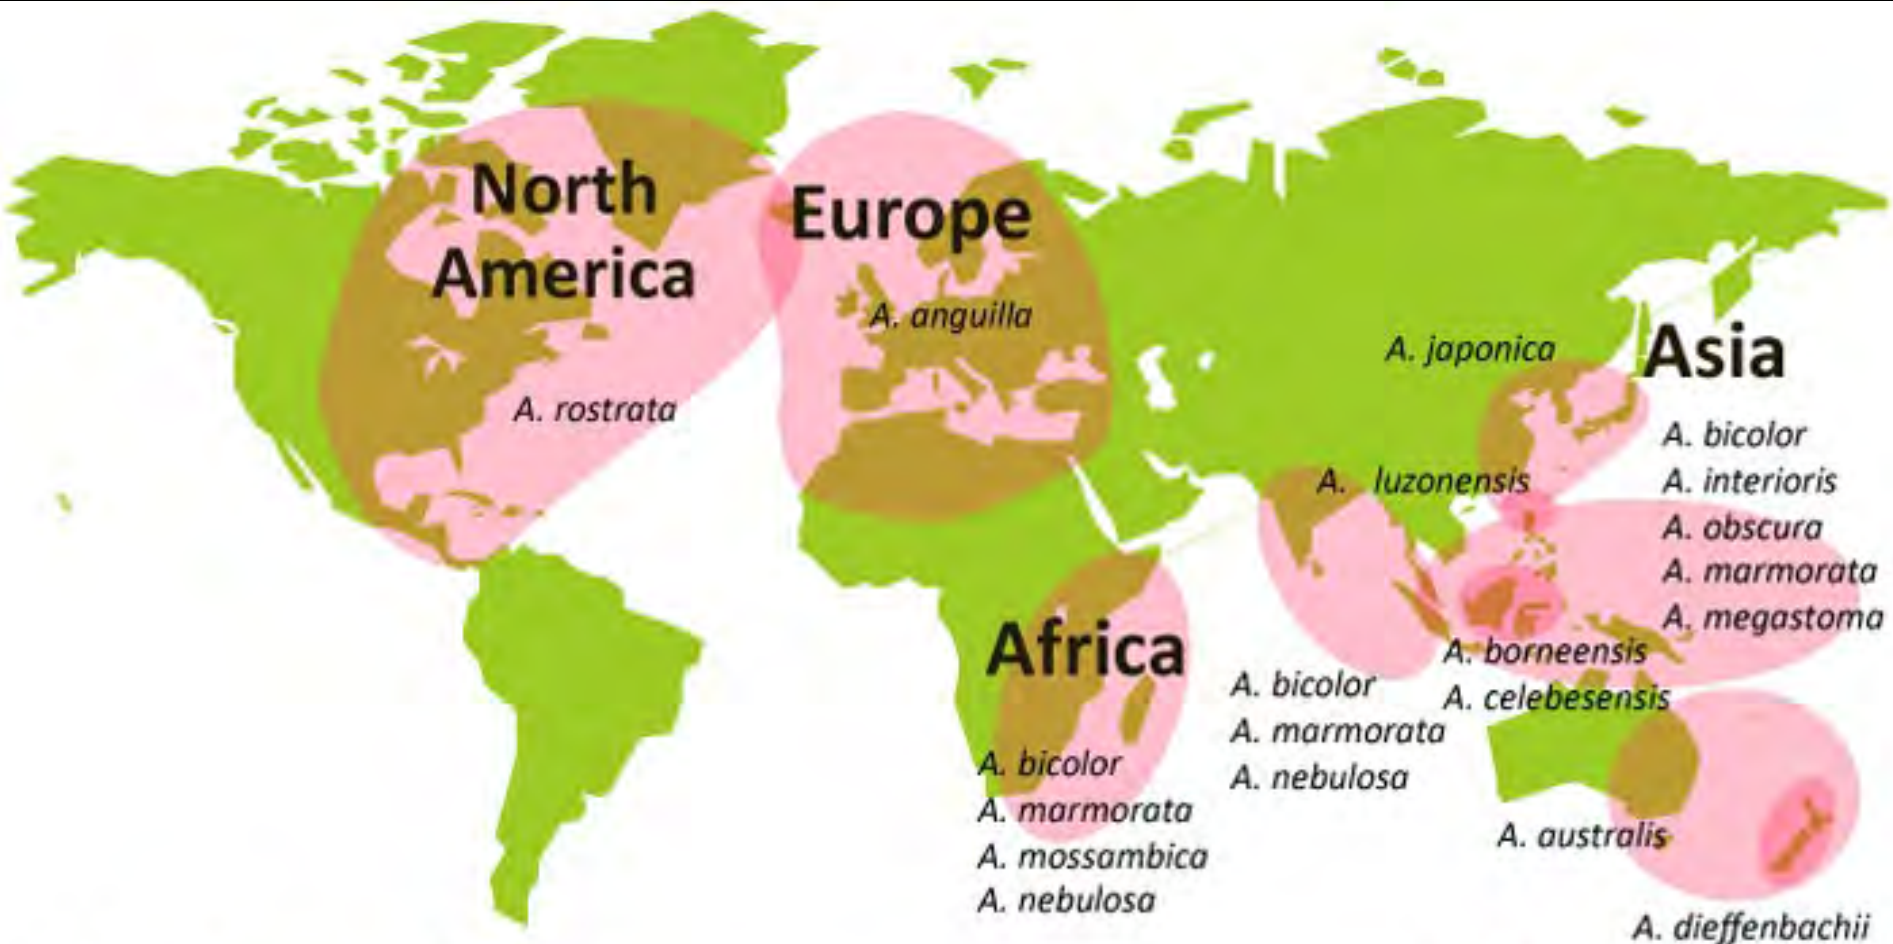 North
America
A. rostrata
Europe
A. anguilla
Africa
A. bicolor
A. marmorata
A. mossambica
A. nebulosa
A. bicolor
A. marmorata
A. nebulosa
A. japonica
A. luzonensis
Asia
A. bicolor
A. interioris
A. obscura
A. marmorata
A. megastoma
A. borneensis
A. celebesensis
A. australis
A. dieffenbachii